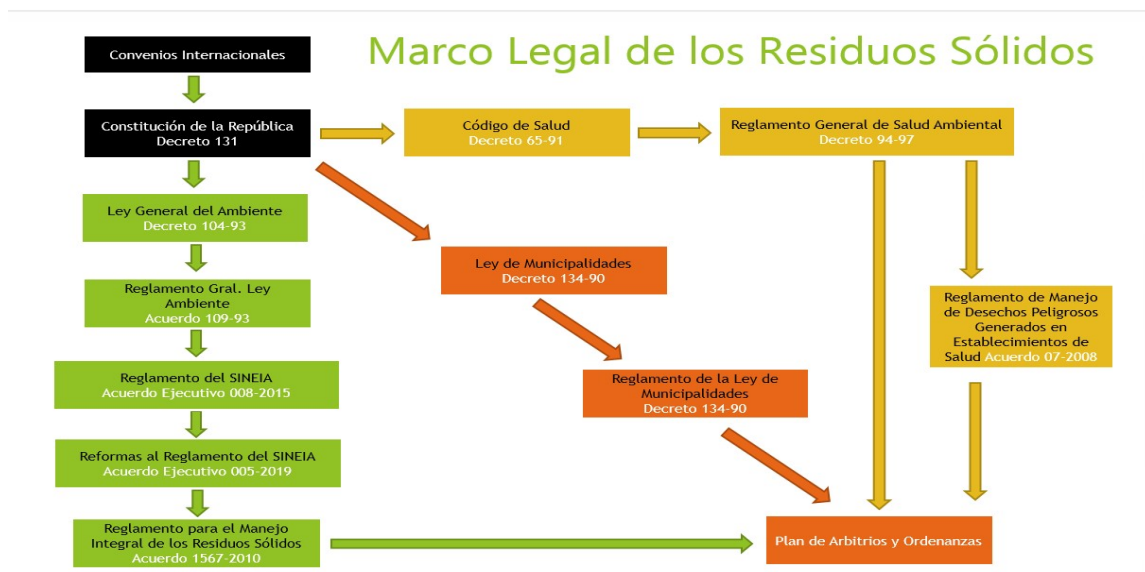 Marco Legal de los Residuos Sólidos
Convenios Internacionales
Constitución de la República
Decreto 131
Código de Salud
Decreto 65-91
Reglamento General de Salud Ambiental
Decreto 94-97
Ley General del Ambiente
Decreto 104-93
Ley de Municipalidades
Decreto 134-90
Reglamento Gral. Ley
Ambiente
Acuerdo 109-93
Reglamento de Manejo
de Desechos Peligrosos
Generados en
Establecimientos de
Salud Acuerdo 07-2008
Reglamento del SINEIA
Acuerdo Ejecutivo 008-2015
Reglamento de la Ley de
Municipalidades
Decreto 134-90
Reformas al Reglamento del SINEIA
Acuerdo Ejecutivo 005-2019
Reglamento para el Manejo
Integral de los Residuos Sólidos
Acuerdo 1567-2010
Plan de Arbitrios y Ordenanzas